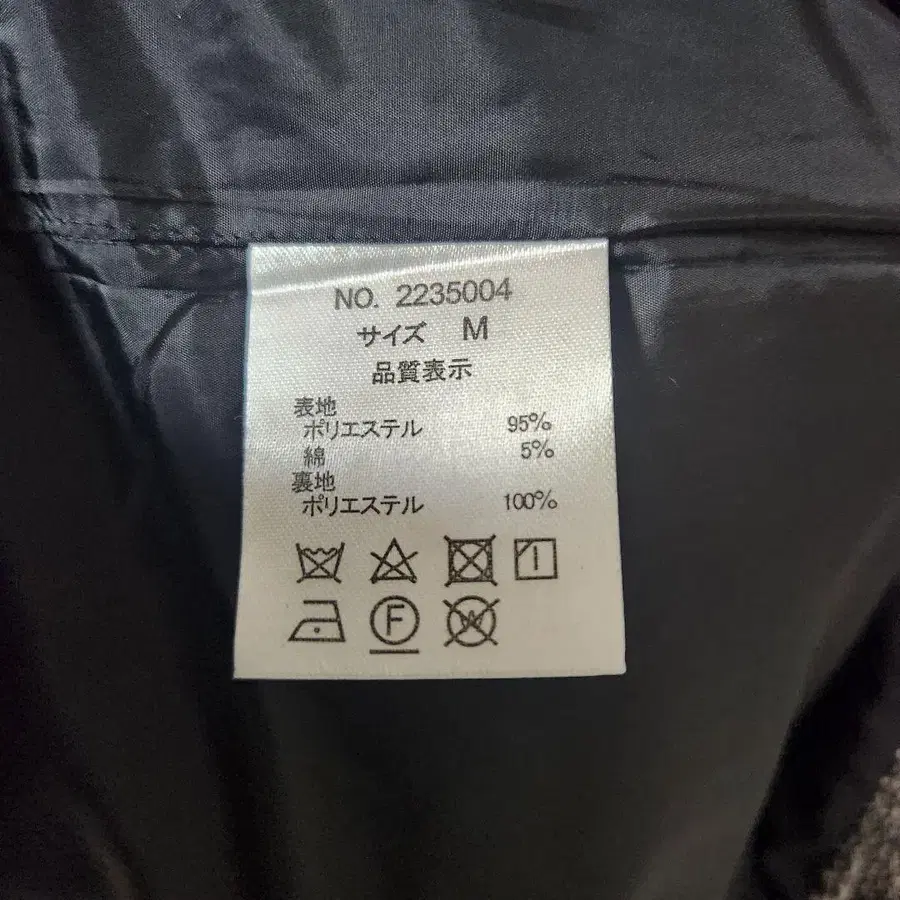 NO. 2235004
サイズ M
品質表示
表地
ポリエステル 95%
綿 5%
裏地
ポリエステル 100%
F
W